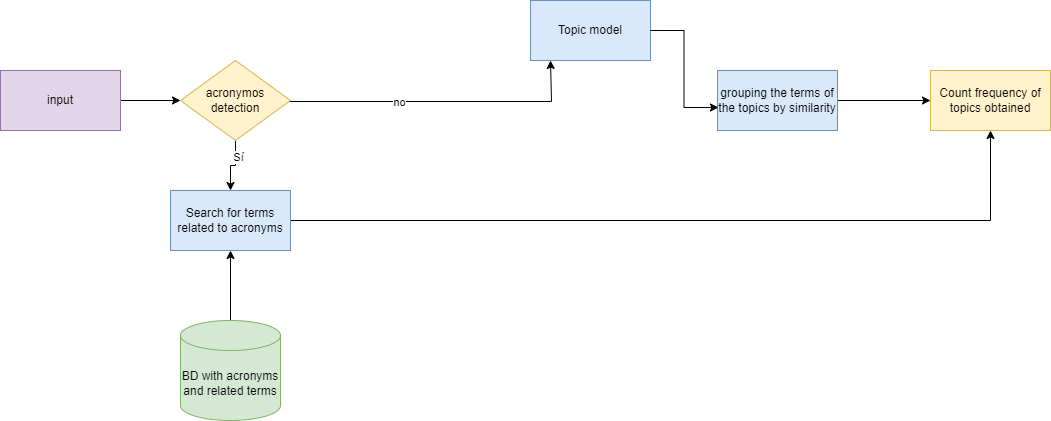 Topic model
input
acronymos
detection
no
grouping the terms of
the topics by similarity
Count frequency of
topics obtained
Sí
Search for terms
related to acronyms
BD with acronyms
and related terms